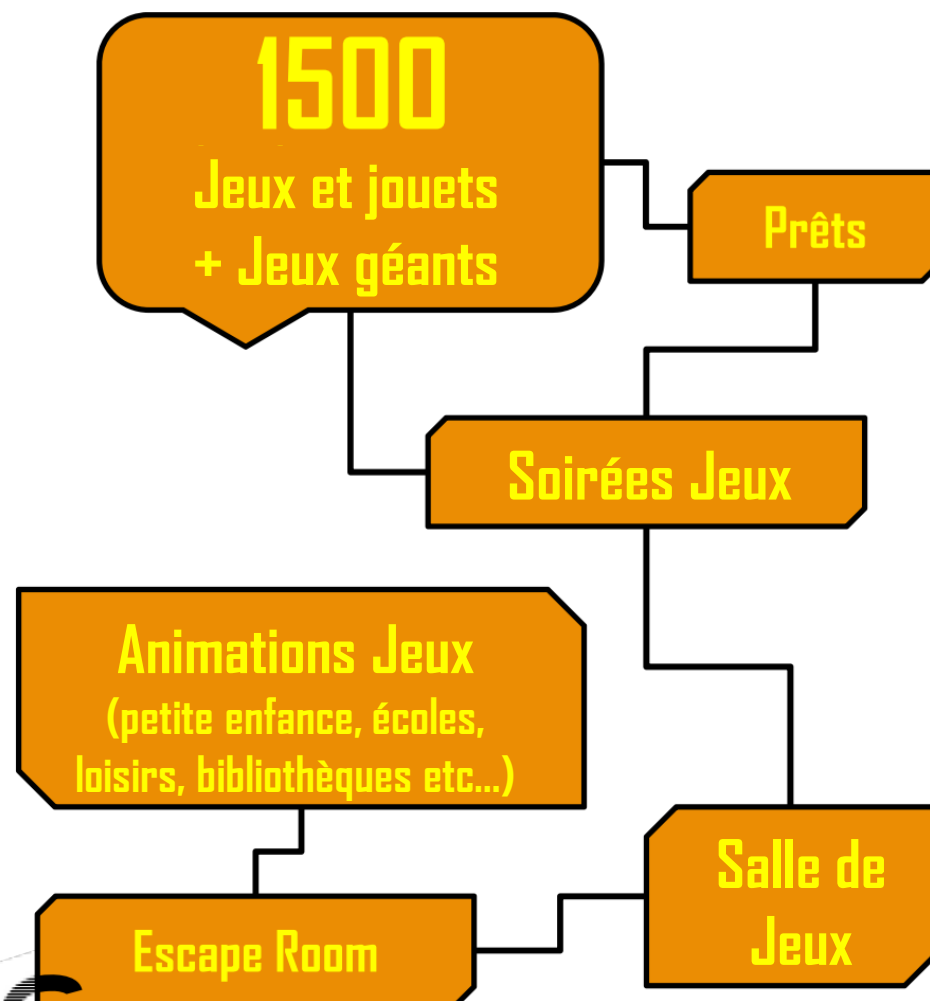 1500
Jeux et jouets
+ Jeux géants
Prêts
Soirées Jeux
Animations Jeux
(petite enfance, écoles,
loisirs, bibliothèques etc...)
Salle de
Jeux
Escape Room